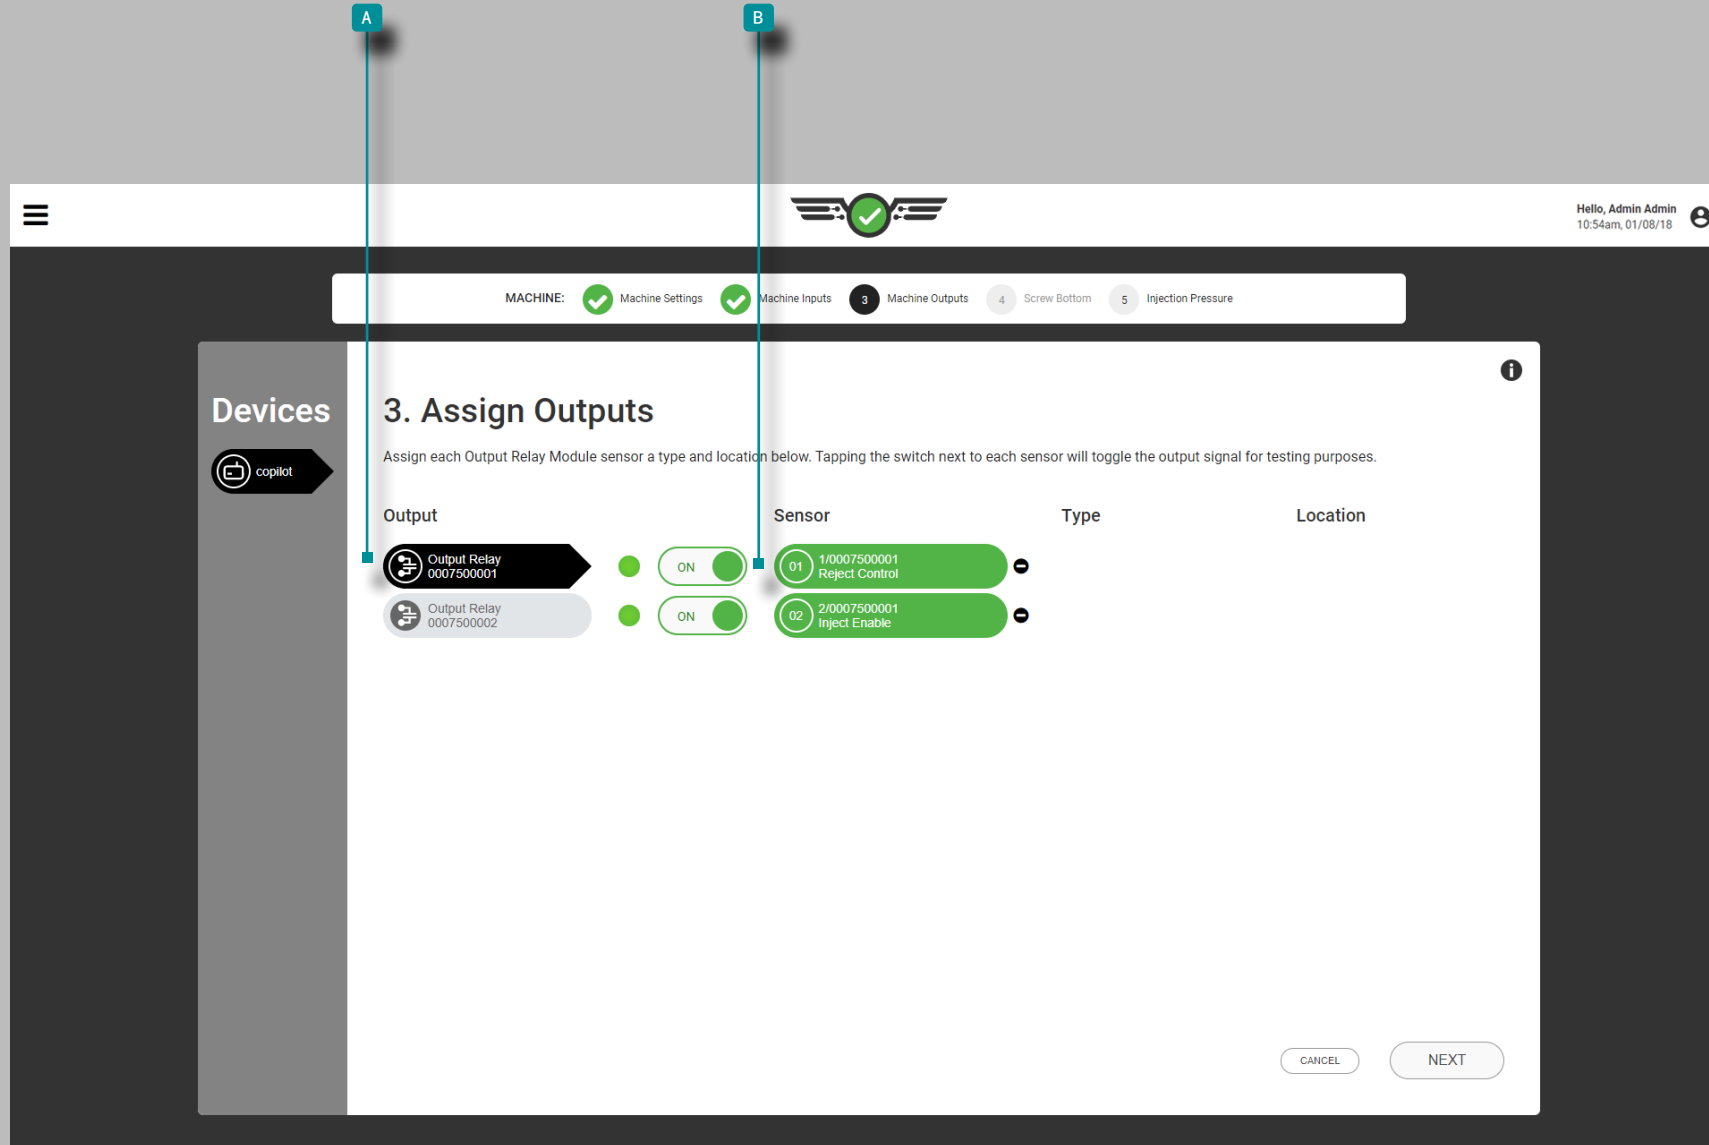 A
B
Hello, Admin Admin
10:54am, 01/08/18
MACHINE: Machine Settings Machine Inputs 3 Machine Outputs 4 Screw Bottom 5 Injection Pressure
Devices
copilot
3. Assign Outputs
Assign each Output Relay Module sensor a type and location below. Tapping the switch next to each sensor will toggle the output signal for testing purposes.
Output Sensor Type Location
Output Relay
0007500001
ON
01
1/0007500001
Reject Control
Output Relay
0007500002
ON
02
2/0007500001
Inject Enable
CANCEL
NEXT